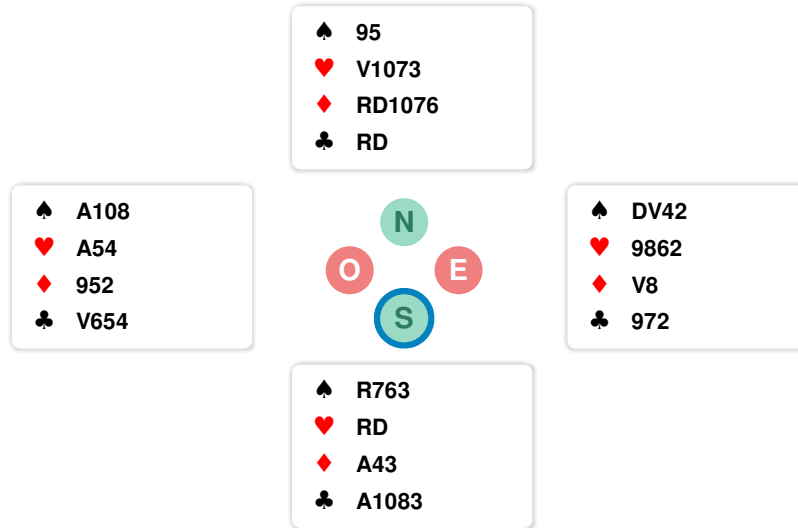 ♠ 95
♥ V1073
♦ RD1076
♣ RD
♠ A108
♥ A54
♦ 952
♣ V654
N
O E
S
♠ DV42
♥ 9862
♦ V8
♣ 972
♠ R763
♥ RD
♦ A43
♣ A1083